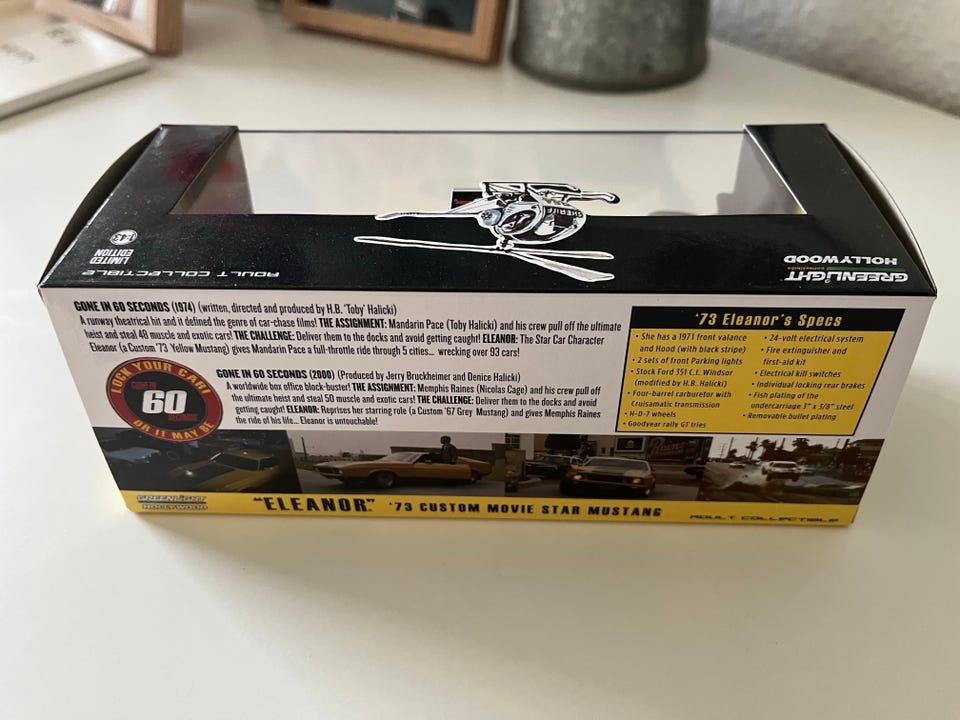 SHERIFF
1:43
LIMITED
EDITION
ADULT COLLECTIBLE
GREENLIGHT
HOLLYWOOD
GONE IN 60 SECONDS (1974) (written, directed and produced by H.B. 'Toby' Halicki)
A runway theatrical hit and it defined the genre of car-chase films! THE ASSIGNMENT: Mandarin Pace (Toby Halicki) and his crew pull off the ultimate
heist and steal 48 muscle and exotic cars! THE CHALLENGE: Deliver them to the docks and avoid getting caught! ELEANOR: The Star Car Character
Eleanor (a Custom '73 Yellow Mustang) gives Mandarin Pace a full-throttle ride through 5 cities... wrecking over 93 cars!
GONE IN 60 SECONDS (2000) (Produced by Jerry Bruckheimer and Denice Halicki)
A worldwide box office block-buster! THE ASSIGNMENT: Memphis Raines (Nicolas Cage) and his crew pull off
the ultimate heist and steal 50 muscle and exotic cars! THE CHALLENGE: Deliver them to the docks and avoid
getting caught! ELEANOR: Reprises her starring role (a Custom '67 Grey Mustang) and gives Memphis Raines
the ride of his life... Eleanor is untouchable!
LOCK YOUR CAR!
GONE IN
60
SECONDS
OR IT MAY BE
'73 Eleanor's Specs
• She has a 1971 front valance
and Hood (with black stripe)
• 2 sets of front Parking lights
• Stock Ford 351 C.I. Windsor
(modified by H.B. Halicki)
• Four-barrel carburetor with
Cruisamatic transmission
• N-D-7 wheels
• Goodyear rally GT tries
• 24-volt electrical system
• Fire extinguisher and
first-aid kit
• Electrical kill switches
• Individual locking rear brakes
• Fish plating of the
undercarriage 3" x 3/8" steel
• Removable bullet plating
GREENLIGHT
HOLLYWOOD
"ELEANOR" '73 CUSTOM MOVIE STAR MUSTANG
ADULT COLLECTIBLE